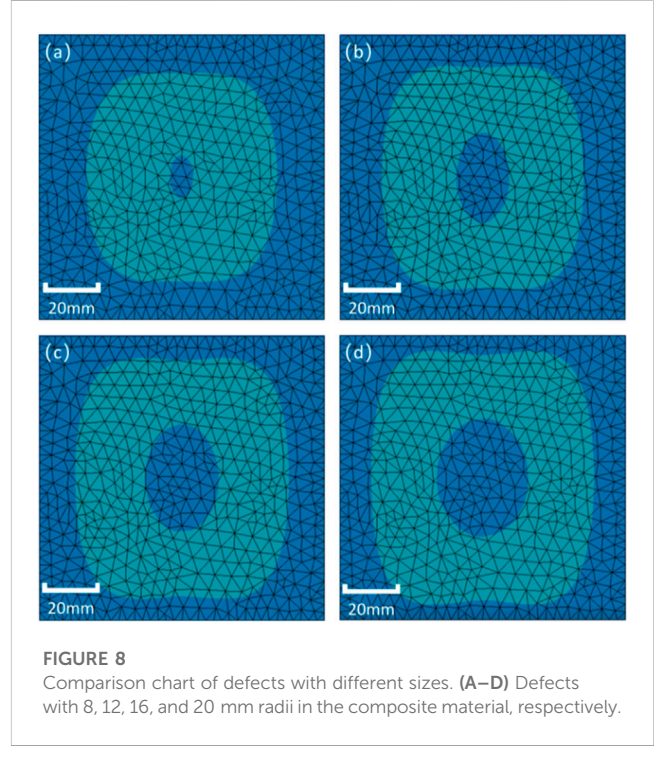 (a)
(b)
20mm
20mm
(c)
(d)
20mm
20mm
FIGURE 8
Comparison chart of defects with different sizes. (A–D) Defects
with 8, 12, 16, and 20 mm radii in the composite material, respectively.